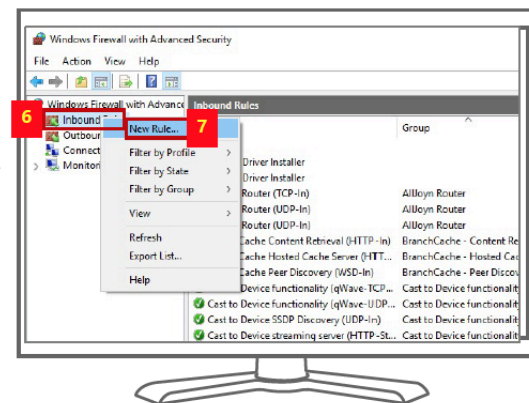 Windows Firewall with Advanced Security
File Action View Help
Windows Firewall with Advance
Inbound Rules
6
Inbound
New Rule...
7
Group
Outbour
Connect
Filter by Profile
Driver Installer
Monitori
Filter by State
Driver Installer
Filter by Group
Router (TCP-In)
AllJoyn Router
Router (UDP-In)
AllJoyn Router
View
Router (UDP-In)
AllJoyn Router
Refresh
Cache Content Retrieval (HTTP-In)
BranchCache - Content Re
Export List...
Cache Hosted Cache Server (HTT...
BranchCache - Hosted Cac
Cache Peer Discovery (WSD-In)
BranchCache - Peer Discov
Help
Device functionality (qWave-TCP...
Cast to Device functionalit
Cast to Device functionality (qWave-UDP...
Cast to Device functionalit
Cast to Device SSDP Discovery (UDP-In)
Cast to Device functionalit
Cast to Device streaming server (HTTP-St...
Cast to Device functionalit